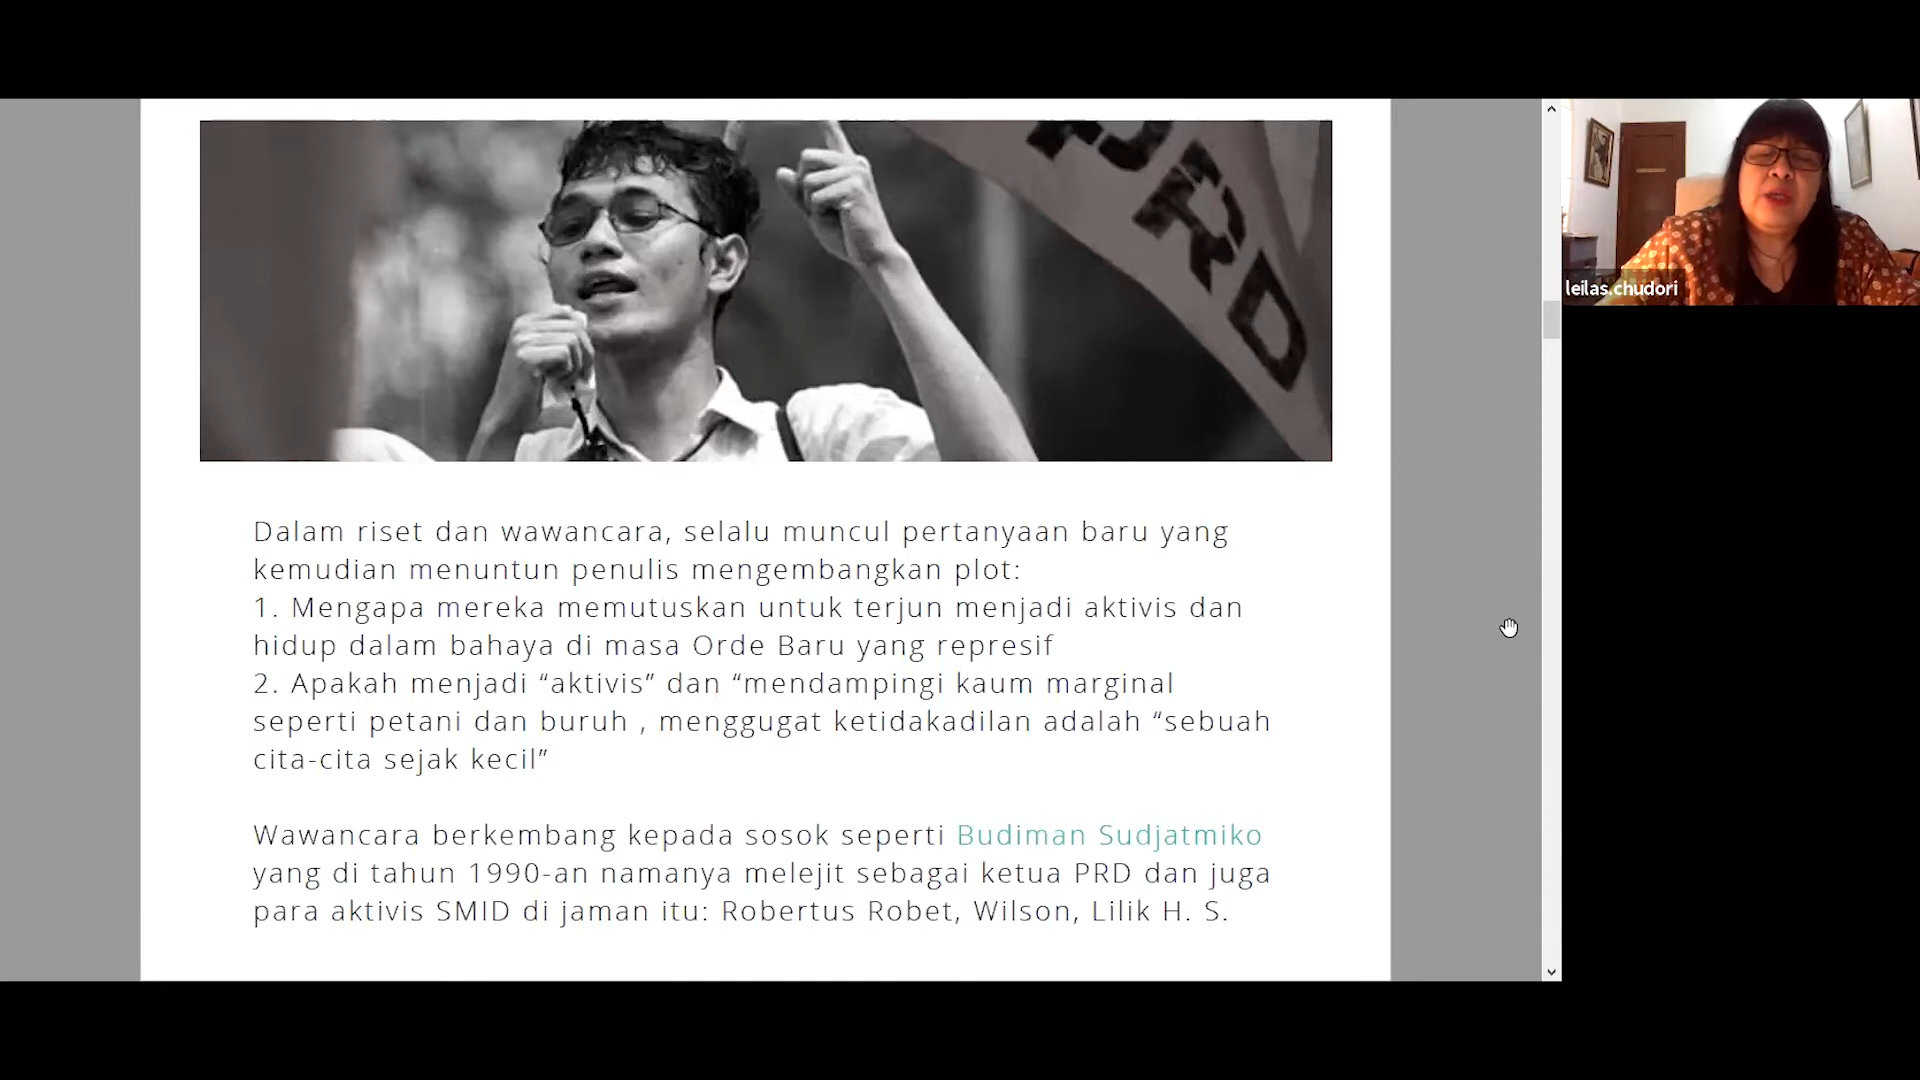 PRD
leilas.chudori
Dalam riset dan wawancara, selalu muncul pertanyaan baru yang
kemudian menuntun penulis mengembangkan plot:
1. Mengapa mereka memutuskan untuk terjun menjadi aktivis dan
hidup dalam bahaya di masa Orde Baru yang represif
2. Apakah menjadi “aktivis” dan “mendampingi kaum marginal
seperti petani dan buruh , menggugat ketidakadilan adalah “sebuah
cita-cita sejak kecil”
Wawancara berkembang kepada sosok seperti Budiman Sudjatmiko
yang di tahun 1990-an namanya melejit sebagai ketua PRD dan juga
para aktivis SMID di jaman itu: Robertus Robet, Wilson, Lilik H. S.